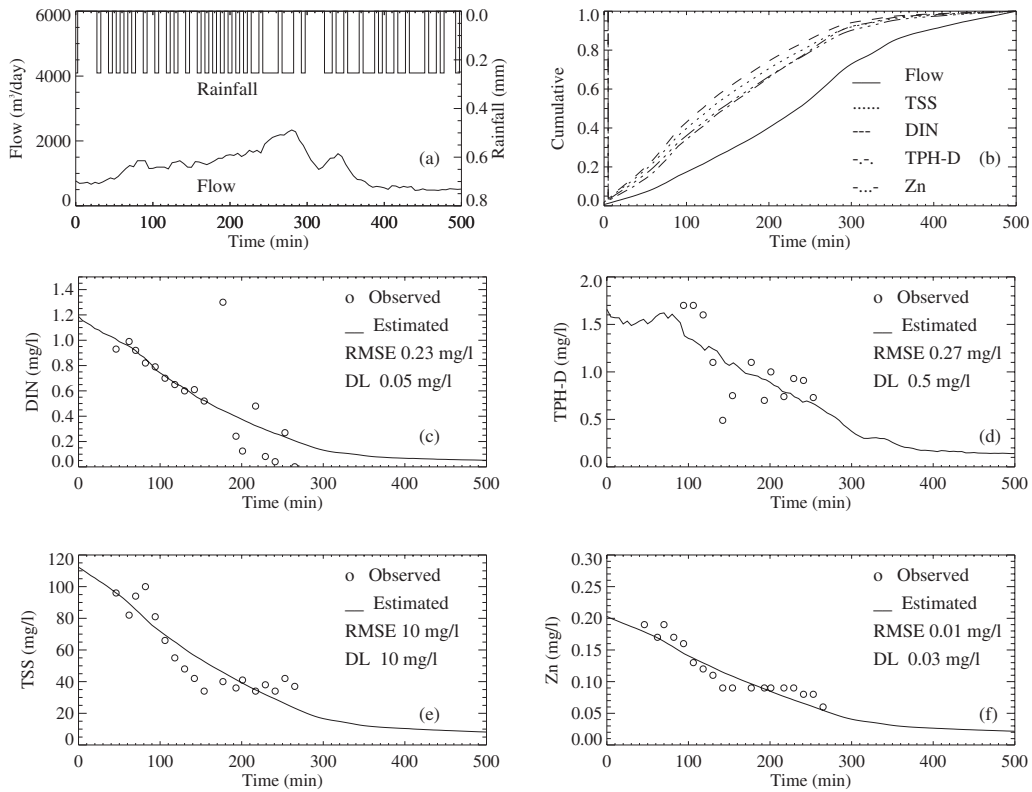 6000
4000
2000
0
Flow (m³/day)
0.0
0.2
0.4
0.6
0.8
Rainfall (mm)
Rainfall
(a)
Flow
0 100 200 300 400 500
Time (min)
1.0
0.8
0.6
0.4
0.2
0.0
Cumulative
Flow
TSS
DIN
TPH-D
Zn
(b)
0 100 200 300 400 500
Time (min)
1.4
1.2
1.0
0.8
0.6
0.4
0.2
0.0
DIN (mg/l)
Observed
Estimated
RMSE 0.23 mg/l
DL 0.05 mg/l
(c)
0 100 200 300 400 500
Time (min)
2.0
1.5
1.0
0.5
0.0
TPH-D (mg/l)
Observed
Estimated
RMSE 0.27 mg/l
DL 0.5 mg/l
(d)
0 100 200 300 400 500
Time (min)
120
100
80
60
40
20
0
TSS (mg/l)
Observed
Estimated
RMSE 10 mg/l
DL 10 mg/l
(e)
0 100 200 300 400 500
Time (min)
0.30
0.25
0.20
0.15
0.10
0.05
0.00
Zn (mg/l)
Observed
Estimated
RMSE 0.01 mg/l
DL 0.03 mg/l
(f)
0 100 200 300 400 500
Time (min)